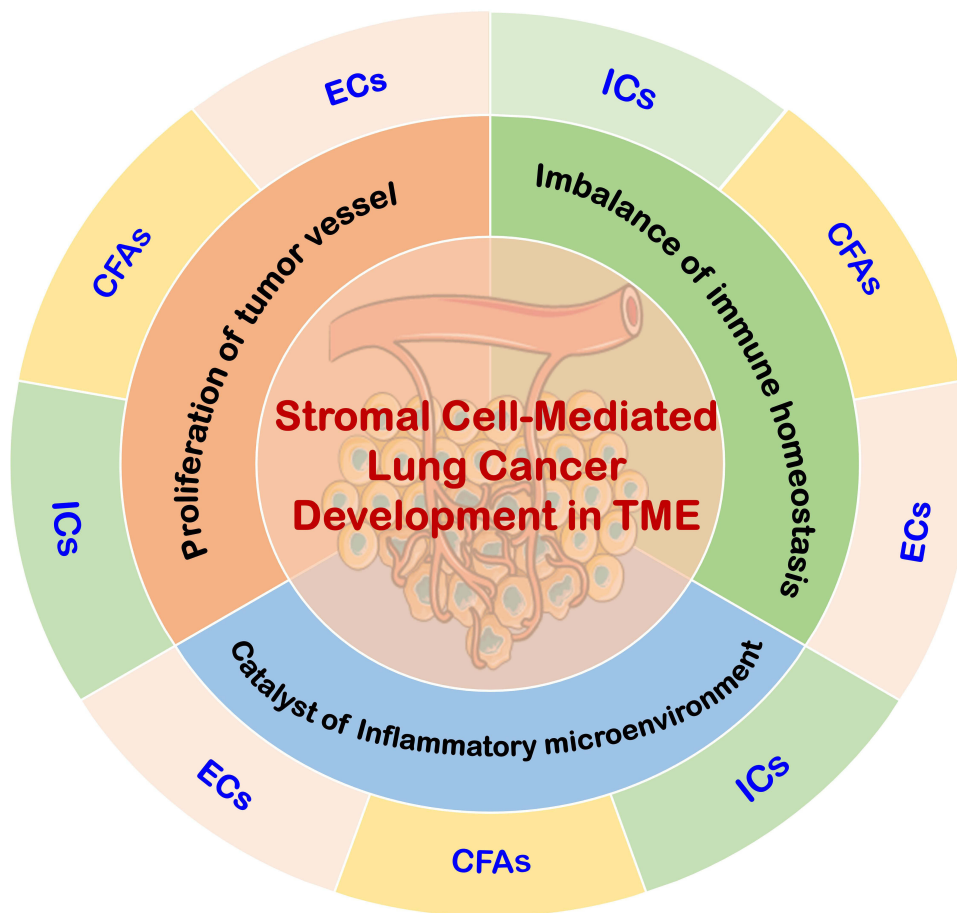 ECs
ICs
CFAs
CFAs
Proliferation of tumor vessel
Imbalance of immune homeostasis
Stromal Cell-Mediated
Lung Cancer
Development in TME
ICs
ECs
Catalyst of Inflammatory microenvironment
ECs
ICs
CFAs